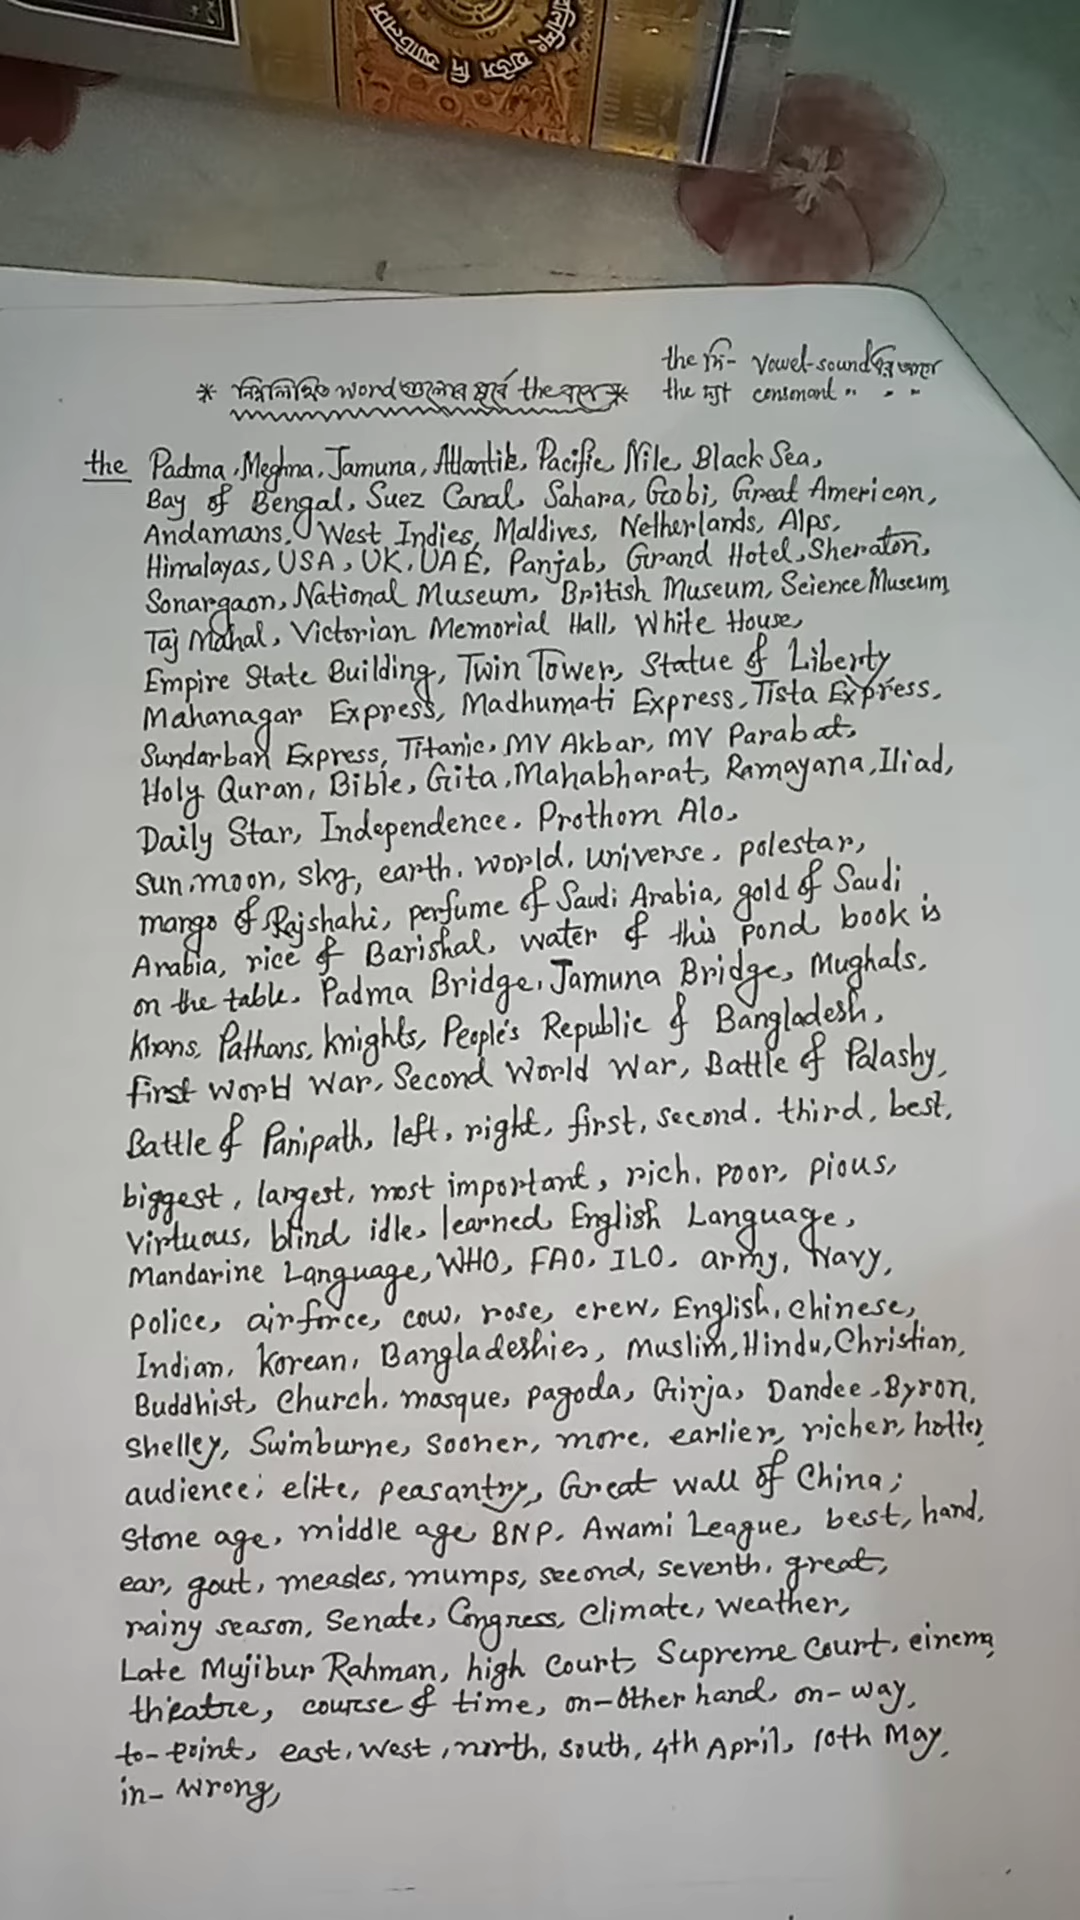 the দি- Vowel-sound এর আগে
* নিম্নলিখিত word গুলোর পূর্বে the বসে *
the দ্যা consonant " " "
the Padma, Meghna, Jamuna, Atlantik, Pacific, Nile, Black Sea,
Bay of Bengal, Suez Canal, Sahara, Gobi, Great American,
Andamans, West Indies, Maldives, Netherlands, Alps,
Himalayas, USA, UK, UAE, Panjab, Grand Hotel, Sheraton,
Sonargaon, National Museum, British Museum, Science Museum,
Taj Mahal, Victorian Memorial Hall, White House,
Empire State Building, Twin Tower, Statue of Liberty
Mahanagar Express, Madhumati Express, Tista Express,
Sundarban Express, Titanic, MV Akbar, MV Parabat,
Holy Quran, Bible, Gita, Mahabharat, Ramayana, Iliad,
Daily Star, Independence, Prothom Alo,
sun, moon, sky, earth, world, universe, polestar,
mango of Rajshahi, perfume of Saudi Arabia, gold of Saudi
Arabia, rice of Barishal, water of this pond, book is
on the table, Padma Bridge, Jamuna Bridge, Mughals,
Khans, Pathans, Knights, People's Republic of Bangladesh,
first World War, Second World War, Battle of Palashy,
Battle of Panipath, left, right, first, second, third, best,
biggest, largest, most important, rich, poor, pious,
virtuous, blind, idle, learned, English Language,
Mandarine Language, WHO, FAO, ILO, army, Navy,
police, airforce, cow, rose, crew, English, Chinese,
Indian, Korean, Bangladeshies, Muslim, Hindu, Christian,
Buddhist, Church, mosque, pagoda, Girja, Dandee, Byron,
Shelley, Swinburne, sooner, more, earlier, richer, hotter,
audience; elite, peasantry, Great wall of China;
Stone age, middle age BNP, Awami League, best, hand,
ear, gout, measles, mumps, second, seventh, great,
rainy season, Senate, Congress, Climate, weather,
Late Mujibur Rahman, high Court, Supreme Court, cinema,
theatre, course of time, on-other hand, on-way,
to-point, east, west, north, south, 4th April, 10th May,
in- wrong,